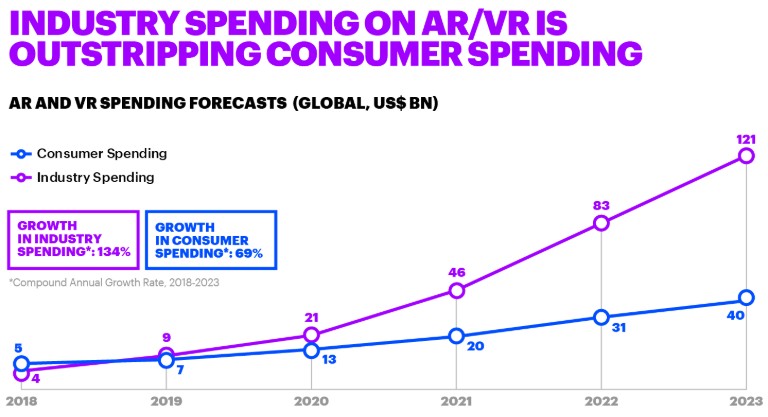 INDUSTRY SPENDING ON AR/VR IS
OUTSTRIPPING CONSUMER SPENDING
AR AND VR SPENDING FORECASTS (GLOBAL, US$ BN)
Consumer Spending
Industry Spending
GROWTH
IN INDUSTRY
SPENDING*: 134%
GROWTH
IN CONSUMER
SPENDING*: 69%
*Compound Annual Growth Rate, 2018-2023
121
83
46
21
9
5
4
7
13
20
31
40
2018 2019 2020 2021 2022 2023